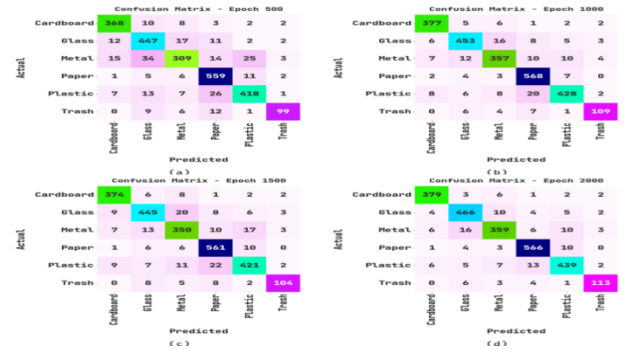 Confusion Matrix - Epoch 500
Actual
Cardboard 368 10 8 3 2 2
Glass 12 447 17 11 2 2
Metal 15 34 309 14 25 3
Paper 1 5 6 559 11 2
Plastic 7 13 7 26 418 1
Trash 0 9 6 12 1 99
Cardboard Glass Metal Paper Plastic Trash
Predicted
(a)
Confusion Matrix - Epoch 1000
Actual
Cardboard 377 5 6 1 2 2
Glass 6 453 16 8 5 3
Metal 7 12 357 10 10 4
Paper 2 4 3 568 7 0
Plastic 8 6 8 20 428 2
Trash 0 6 4 7 1 109
Cardboard Glass Metal Paper Plastic Trash
Predicted
(b)
Confusion Matrix - Epoch 1500
Actual
Cardboard 374 6 8 1 2 2
Glass 9 445 20 8 6 3
Metal 7 13 350 10 17 3
Paper 1 6 6 561 10 0
Plastic 9 7 11 22 421 2
Trash 0 8 5 8 2 104
Cardboard Glass Metal Paper Plastic Trash
Predicted
(c)
Confusion Matrix - Epoch 2000
Actual
Cardboard 379 3 6 1 2 2
Glass 4 466 10 4 5 2
Metal 6 16 359 6 10 3
Paper 1 4 3 566 10 0
Plastic 6 5 7 13 439 2
Trash 0 6 3 4 1 113
Cardboard Glass Metal Paper Plastic Trash
Predicted
(d)